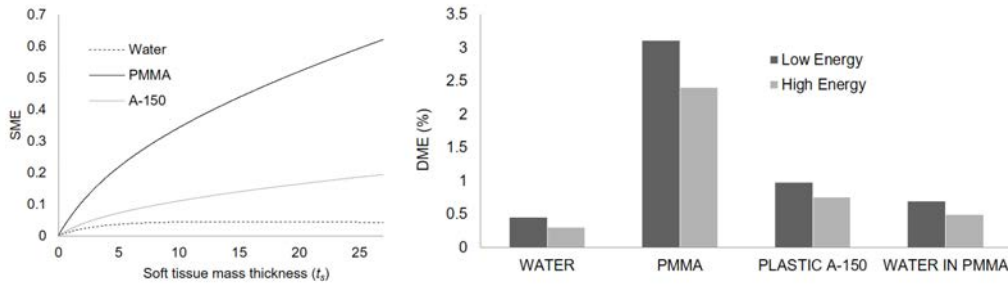 0.7
0.6
0.5
0.4
0.3
0.2
0.1
0
SME
Water
PMMA
A-150
0 5 10 15 20 25
Soft tissue mass thickness (ts)
3.5
3
2.5
2
1.5
1
0.5
0
DME (%)
Low Energy
High Energy
WATER PMMA PLASTIC A-150 WATER IN PMMA